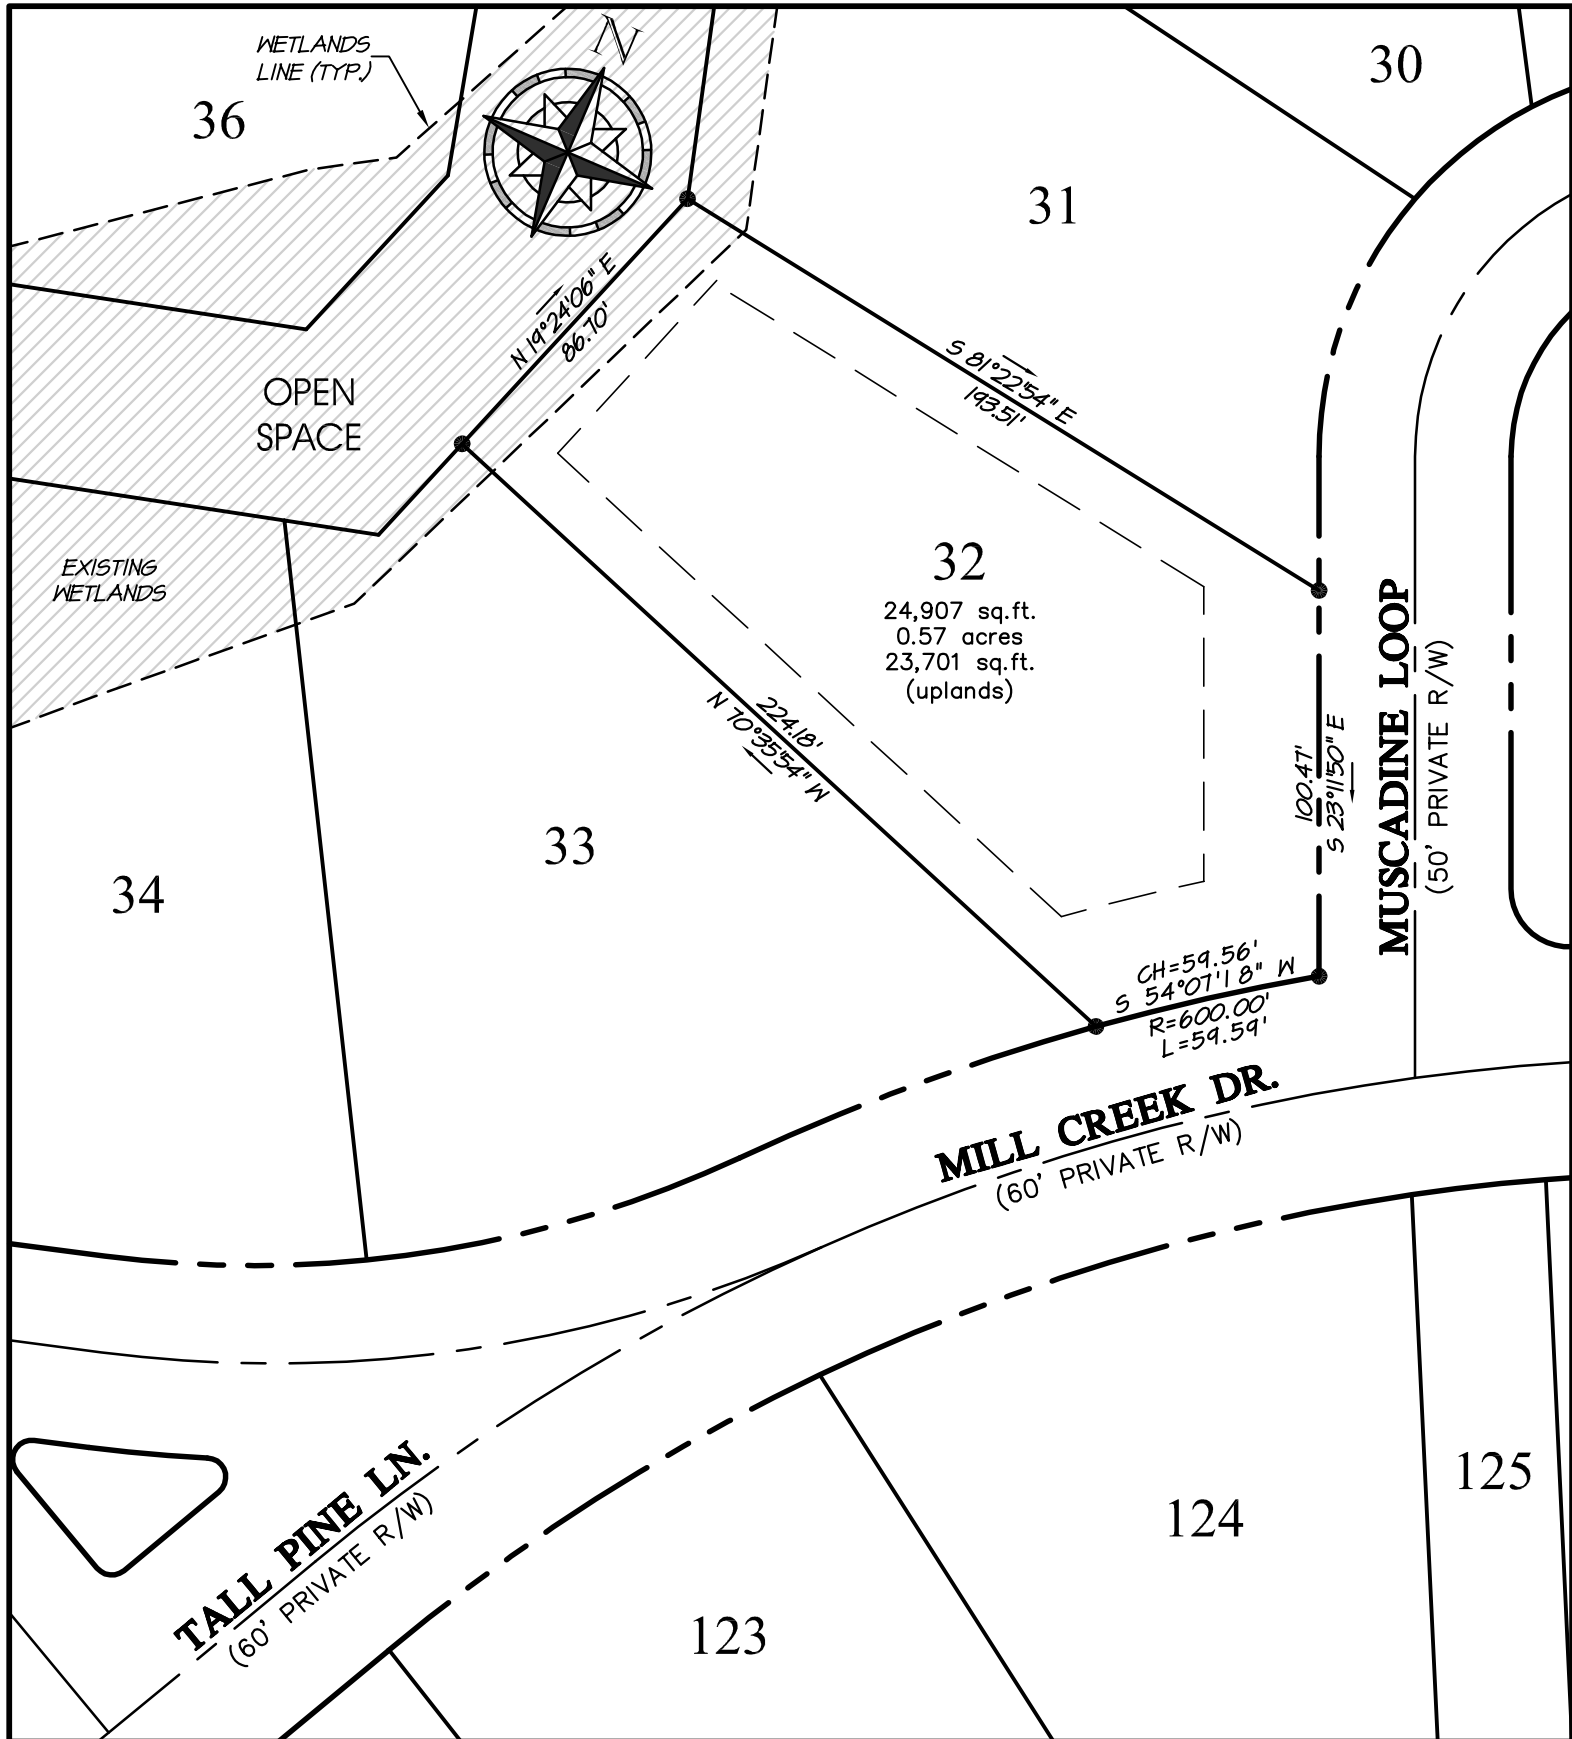 WETLANDS
LINE (TYP.)
N
30
36
31
N 19°24'06" E
86.70'
OPEN
SPACE
S 81°22'54" E
193.51'
EXISTING
WETLANDS
32
24,907 sq.ft.
0.57 acres
23,701 sq.ft.
(uplands)
224.18'
N 70°35'54" W
100.47'
S 23°11'50" E
MUSCADINE LOOP
(50' PRIVATE R/W)
33
34
CH=59.56'
S 54°07'18" W
R=600.00'
L=59.59'
MILL CREEK DR.
(60' PRIVATE R/W)
TALL PINE LN.
(60' PRIVATE R/W)
125
124
123